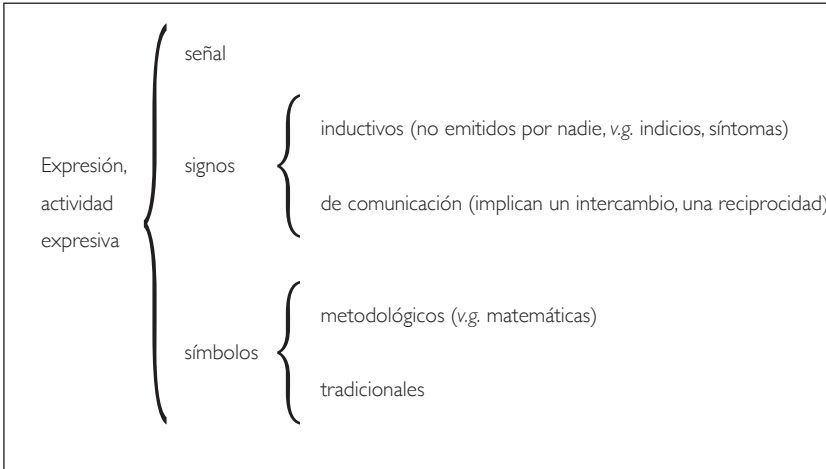 señal
inductivos (no emitidos por nadie, v.g. indicios, síntomas)
Expresión,
actividad
expresiva
signos
de comunicación (implican un intercambio, una reciprocidad)
metodológicos (v.g. matemáticas)
símbolos
tradicionales